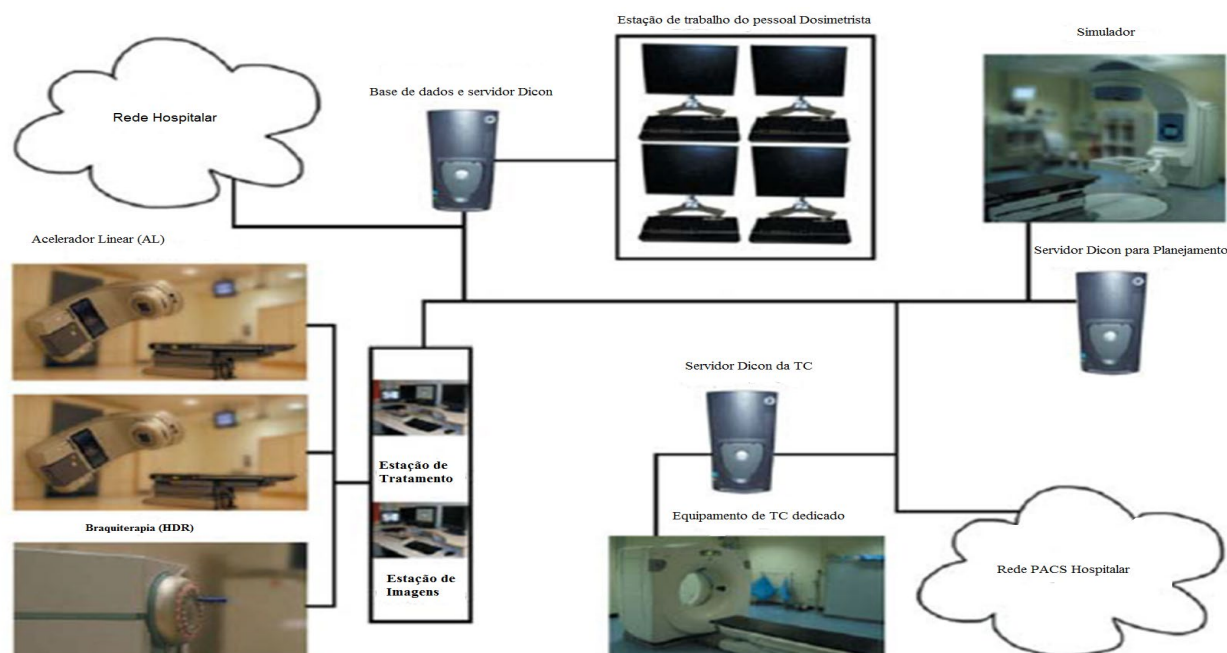 Estação de trabalho do pessoal Dosimetrista
Simulador
Base de dados e servidor Dicon
Rede Hospitalar
Acelerador Linear (AL)
Servidor Dicon para Planejamento
Servidor Dicon da TC
Estação de
Tratamento
Equipamento de TC dedicado
Braquiterapia (HDR)
Estação de
Imagens
Rede PACS Hospitalar